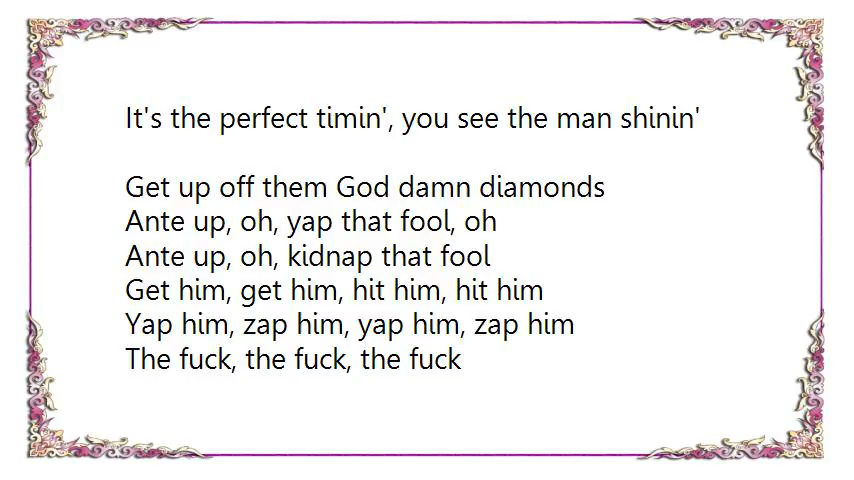 It's the perfect timin', you see the man shinin'
Get up off them God damn diamonds
Ante up, oh, yap that fool, oh
Ante up, oh, kidnap that fool
Get him, get him, hit him, hit him
Yap him, zap him, yap him, zap him
The fuck, the fuck, the fuck